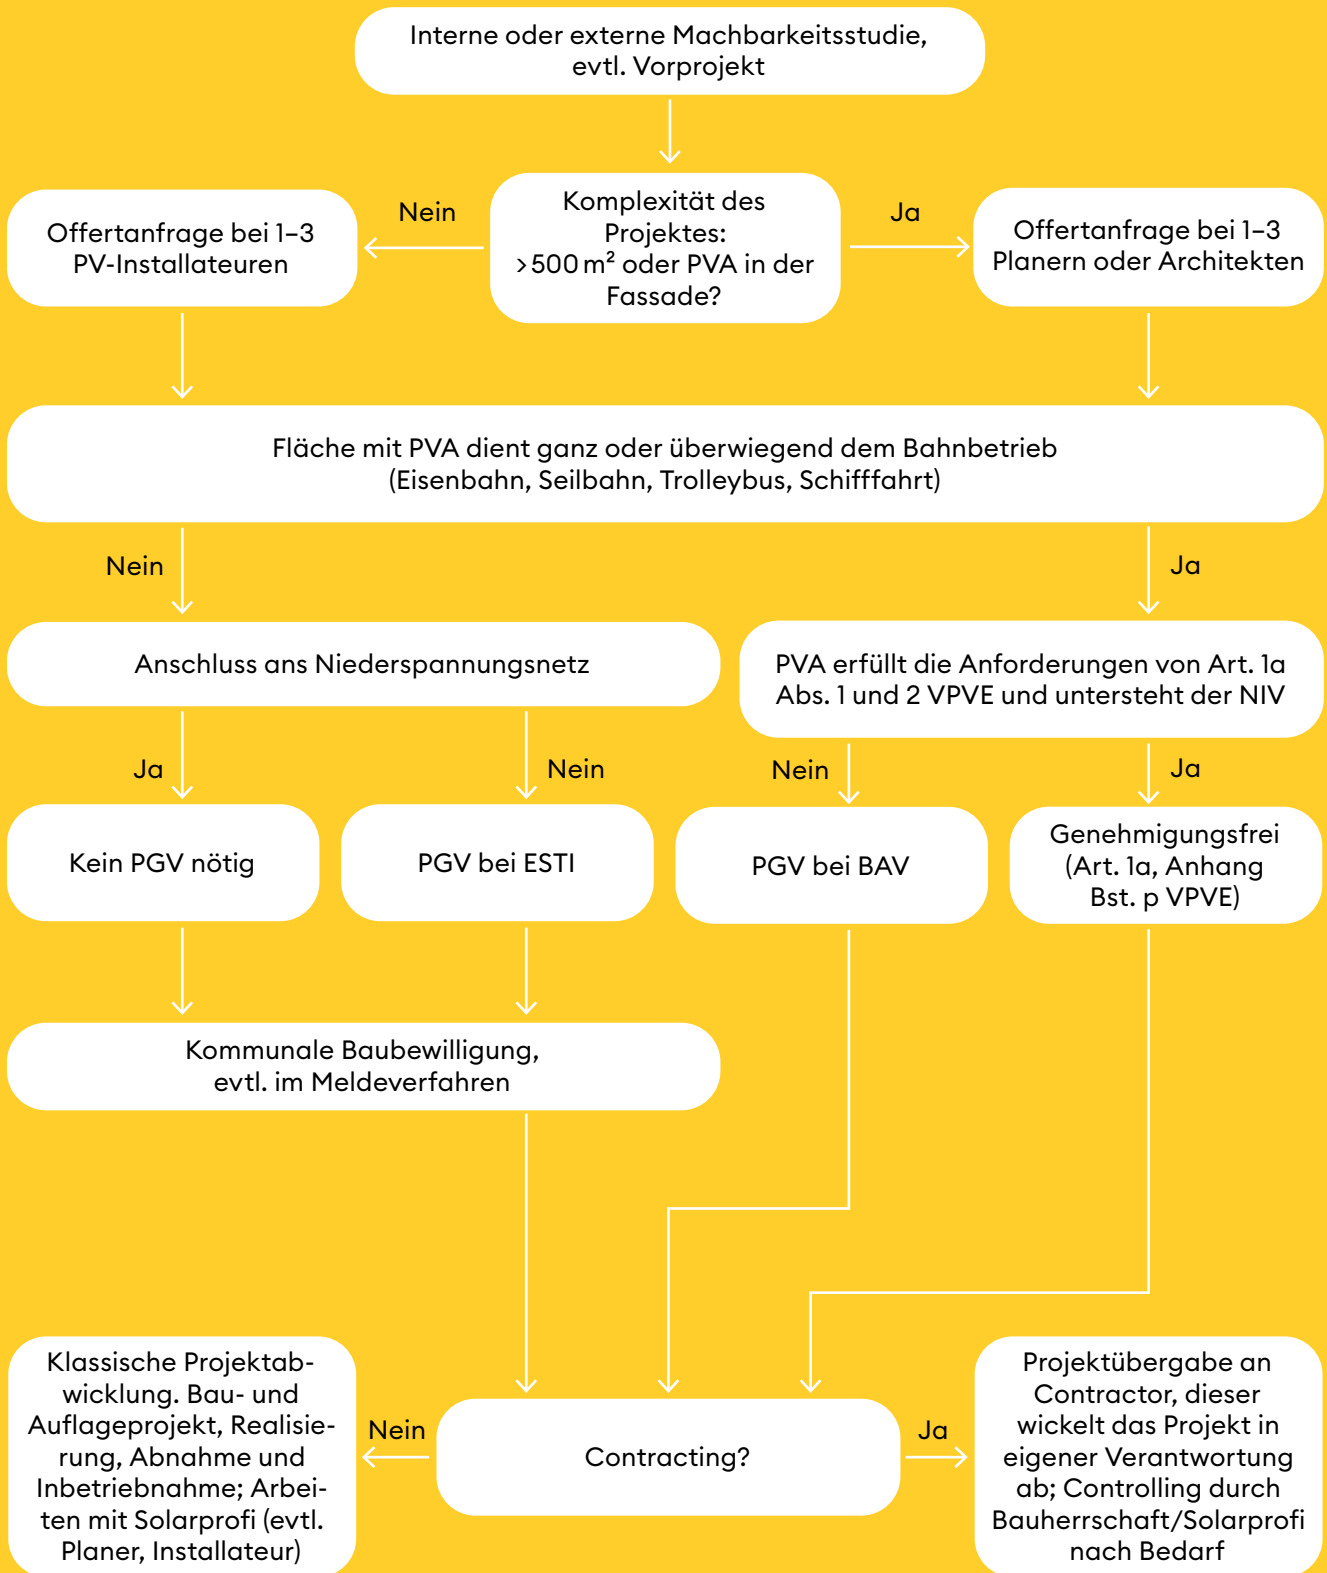 Interne oder externe Machbarkeitsstudie,
evtl. Vorprojekt
Offertanfrage bei 1–3
PV-Installateuren
Nein
Komplexität des
Projektes:
>500 m² oder PVA in der
Fassade?
Ja
Offertanfrage bei 1–3
Planern oder Architekten
Fläche mit PVA dient ganz oder überwiegend dem Bahnbetrieb
(Eisenbahn, Seilbahn, Trolleybus, Schifffahrt)
Nein
Ja
Anschluss ans Niederspannungsnetz
PVA erfüllt die Anforderungen von Art. 1a
Abs. 1 und 2 VPVE und untersteht der NIV
Ja
Nein
Nein
Ja
Kein PGV nötig
PGV bei ESTI
PGV bei BAV
Genehmigungsfrei
(Art. 1a, Anhang
Bst. p VPVE)
Kommunale Baubewilligung,
evtl. im Meldeverfahren
Klassische Projektab-
wicklung. Bau- und
Auflageprojekt, Realisie-
rung, Abnahme und
Inbetriebnahme; Arbei-
ten mit Solarprofi (evtl.
Planer, Installateur)
Nein
Contracting?
Ja
Projektübergabe an
Contractor, dieser
wickelt das Projekt in
eigener Verantwortung
ab; Controlling durch
Bauherrschaft/Solarprofi
nach Bedarf